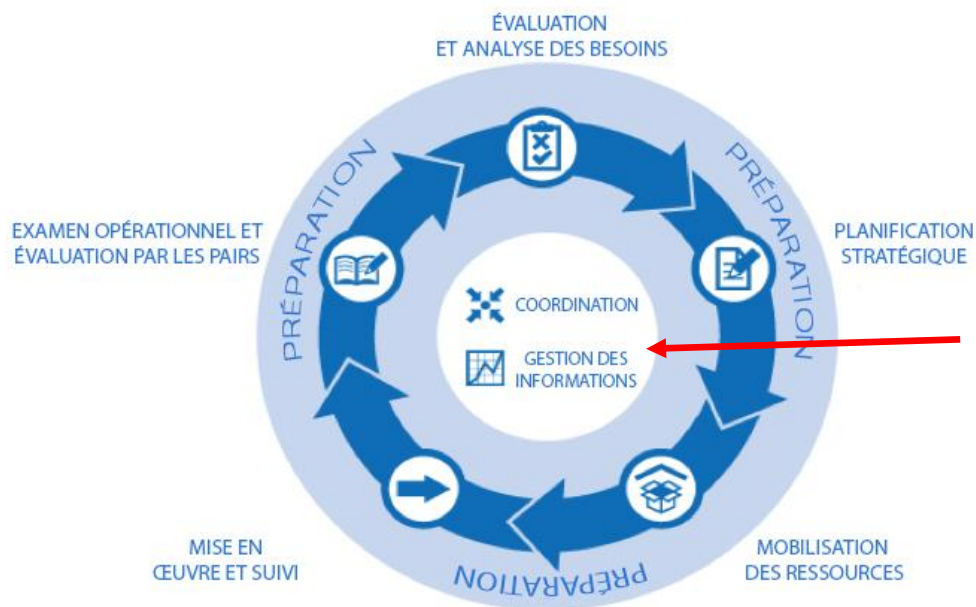 ÉVALUATION
ET ANALYSE DES BESOINS
PRÉPARATION
PRÉPARATION
EXAMEN OPÉRATIONNEL ET
ÉVALUATION PAR LES PAIRS
PLANIFICATION
STRATÉGIQUE
COORDINATION
GESTION DES
INFORMATIONS
MISE EN
ŒUVRE ET SUIVI
MOBILISATION
DES RESSOURCES
PRÉPARATION